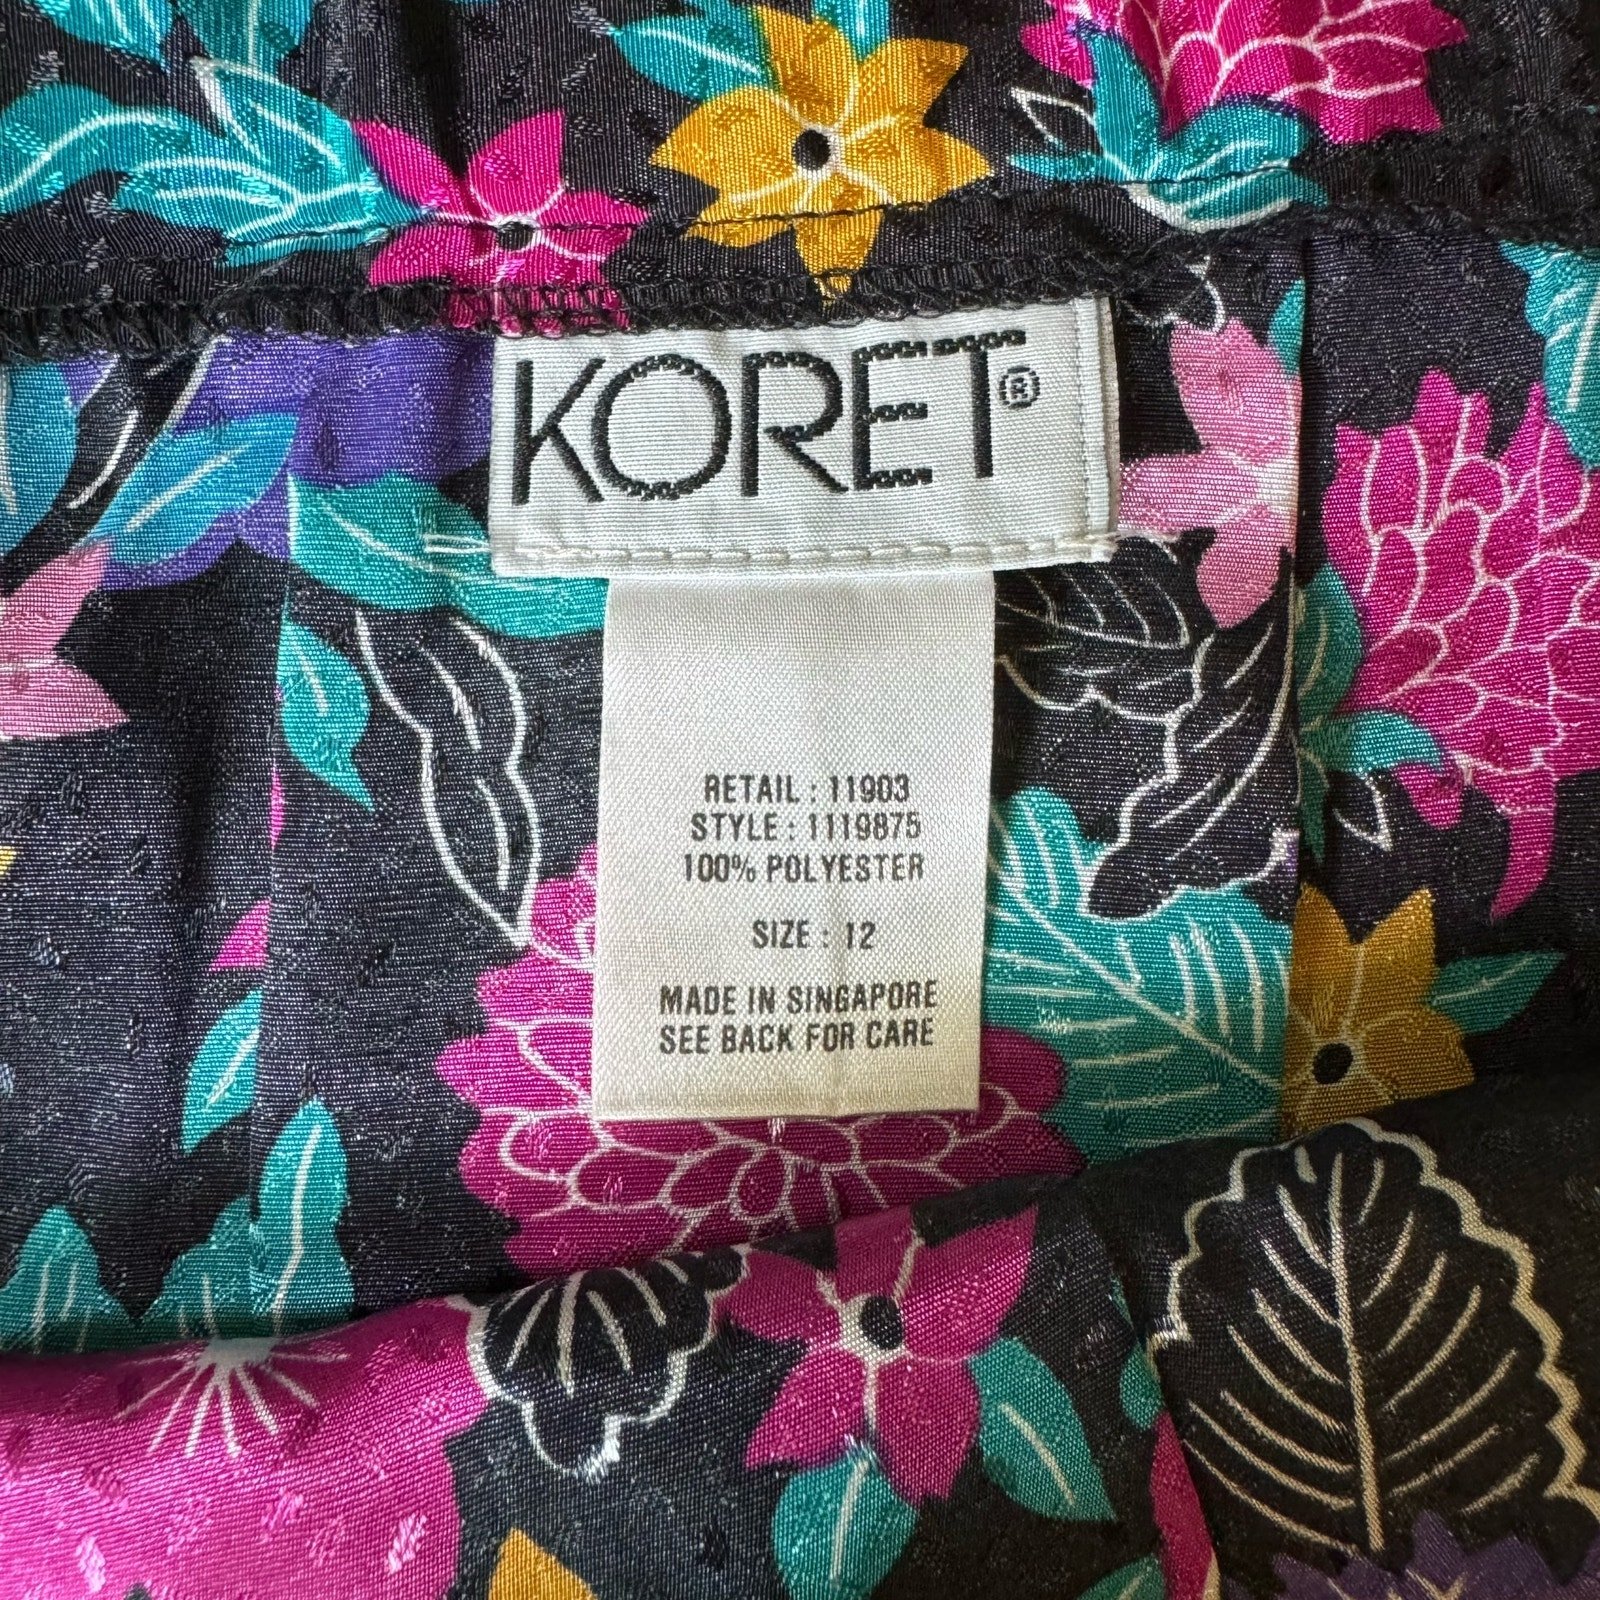 KORET®
RETAIL : 11903
STYLE : 1119875
100% POLYESTER
SIZE : 12
MADE IN SINGAPORE
SEE BACK FOR CARE